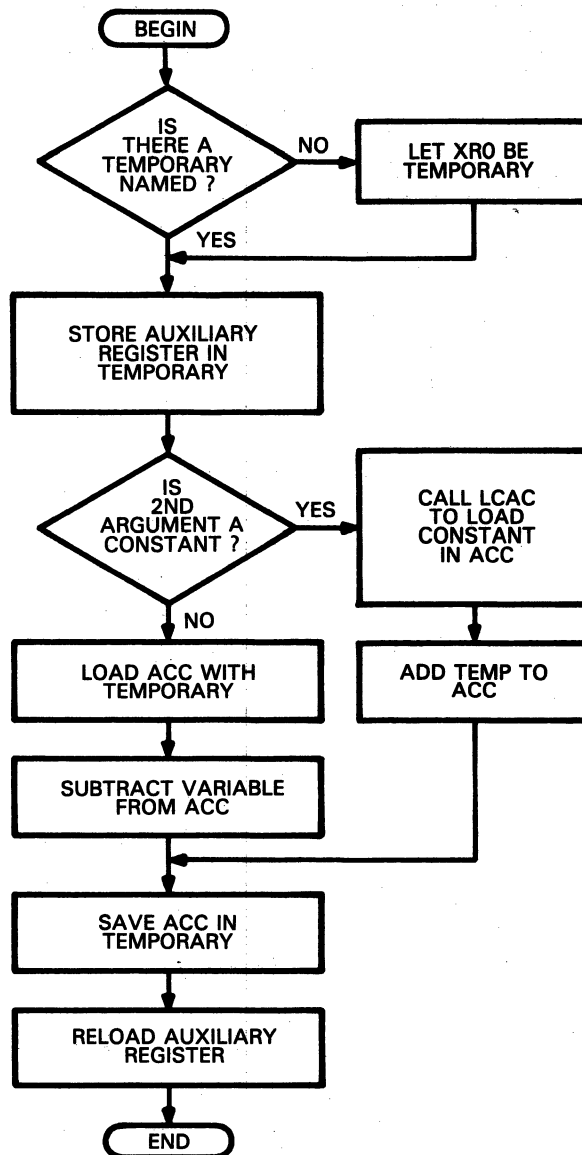 BEGIN
IS
THERE A
TEMPORARY
NAMED ?
NO
LET XR0 BE
TEMPORARY
YES
STORE AUXILIARY
REGISTER IN
TEMPORARY
IS
2ND
ARGUMENT A
CONSTANT ?
YES
CALL LCAC
TO LOAD
CONSTANT
IN ACC
NO
LOAD ACC WITH
TEMPORARY
ADD TEMP TO
ACC
SUBTRACT VARIABLE
FROM ACC
SAVE ACC IN
TEMPORARY
RELOAD AUXILIARY
REGISTER
END